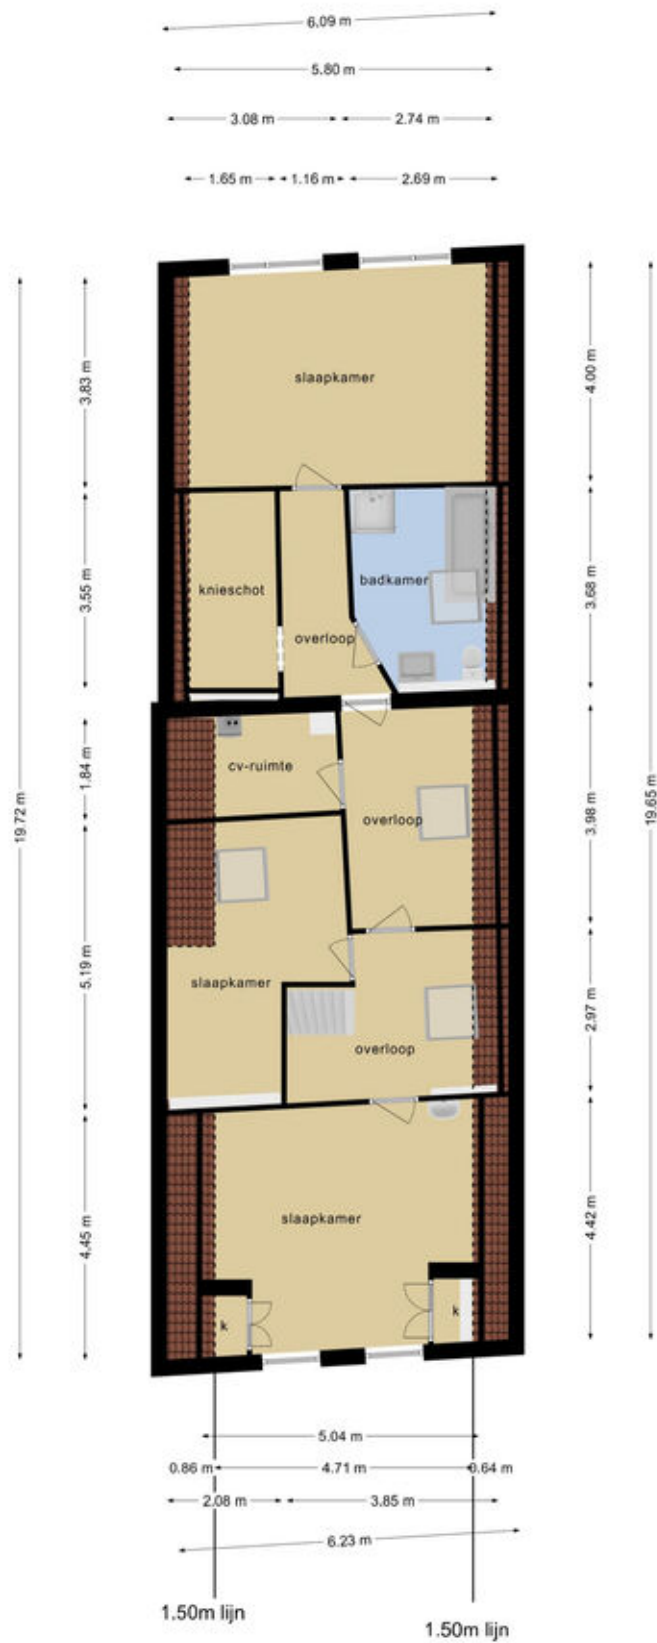 6.09 m
5.80 m
3.08 m 2.74 m
1.65 m 1.16 m 2.69 m
slaapkamer
3.83 m
4.00 m
knieschot
badkamer
overloop
3.55 m
3.68 m
cv-ruimte
1.84 m
overloop
3.98 m
19.72 m
19.65 m
slaapkamer
5.19 m
overloop
2.97 m
slaapkamer
4.45 m
4.42 m
k
k
5.04 m
0.86 m 4.71 m 0.64 m
2.08 m 3.85 m
6.23 m
1.50m lijn
1.50m lijn